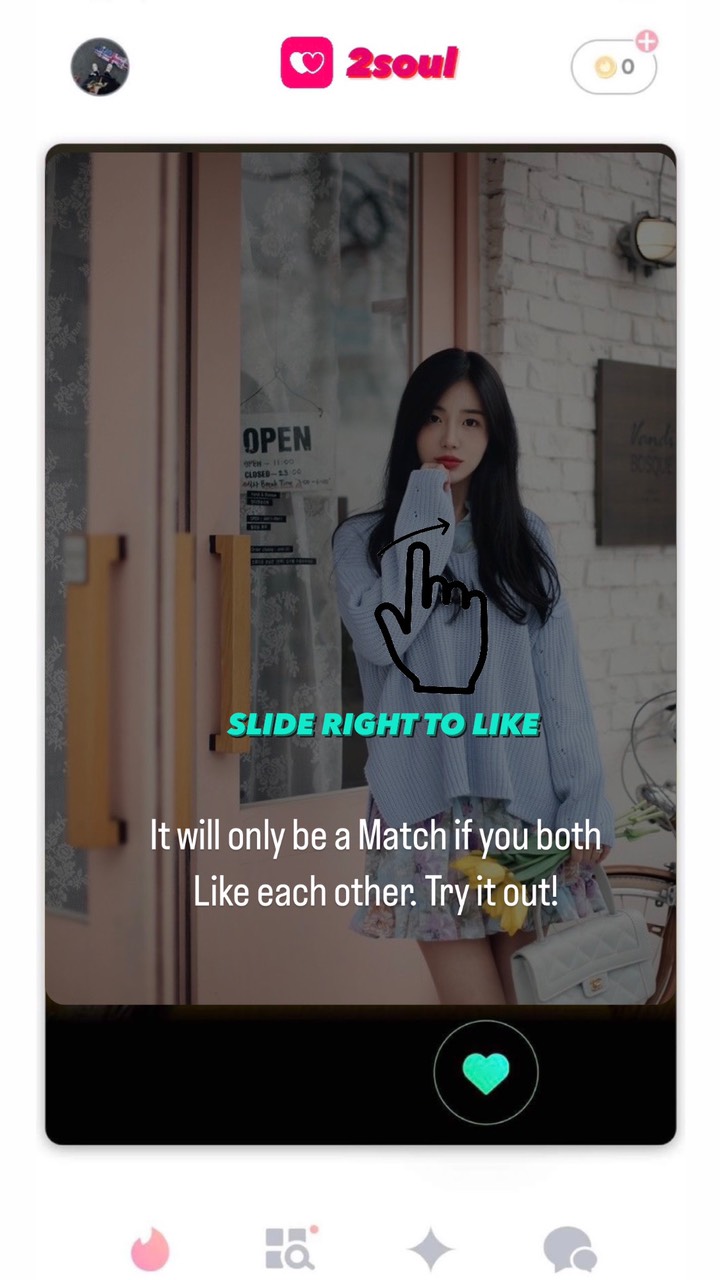 2soul
0
OPEN
CLOSED
SLIDE RIGHT TO LIKE
It will only be a Match if you both
Like each other. Try it out!